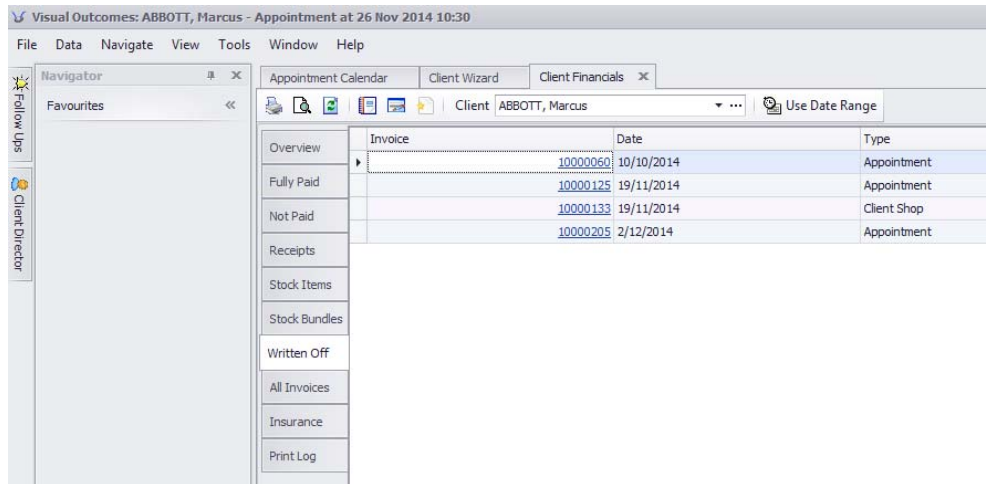 Visual Outcomes: ABBOTT, Marcus - Appointment at 26 Nov 2014 10:30
File Data Navigate View Tools Window Help
Follow Ups
Client Director
Navigator
Favourites
Appointment Calendar Client Wizard Client Financials
Client ABBOTT, Marcus Use Date Range
Overview
Fully Paid
Not Paid
Receipts
Stock Items
Stock Bundles
Written Off
All Invoices
Insurance
Print Log
Invoice Date Type
10000060 10/10/2014 Appointment
10000125 19/11/2014 Appointment
10000133 19/11/2014 Client Shop
10000205 2/12/2014 Appointment